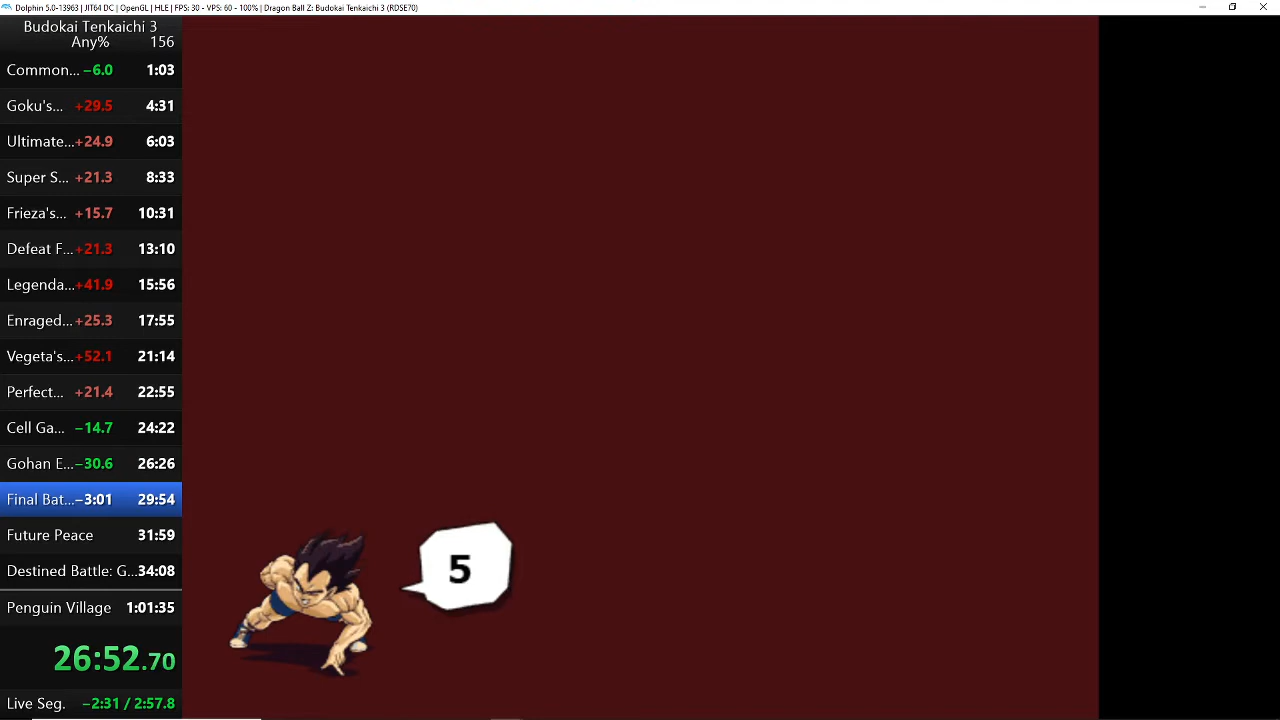 Dolphin 5.0-13963 | JIT64 DC | OpenGL | HLE | FPS: 30 - VPS: 60 - 100% | Dragon Ball Z: Budokai Tenkaichi 3 (RDSE70)
Budokai Tenkaichi 3
Any% 156
Common... −6.0 1:03
Goku's... +29.5 4:31
Ultimate... +24.9 6:03
Super S... +21.3 8:33
Frieza's... +15.7 10:31
Defeat F... +21.3 13:10
Legenda... +41.9 15:56
Enraged... +25.3 17:55
Vegeta's... +52.1 21:14
Perfect... +21.4 22:55
Cell Ga... −14.7 24:22
Gohan E... −30.6 26:26
Final Bat... −3:01 29:54
Future Peace 31:59
Destined Battle: G... 34:08
Penguin Village 1:01:35
26:52.70
Live Seg. −2:31 / 2:57.8
5